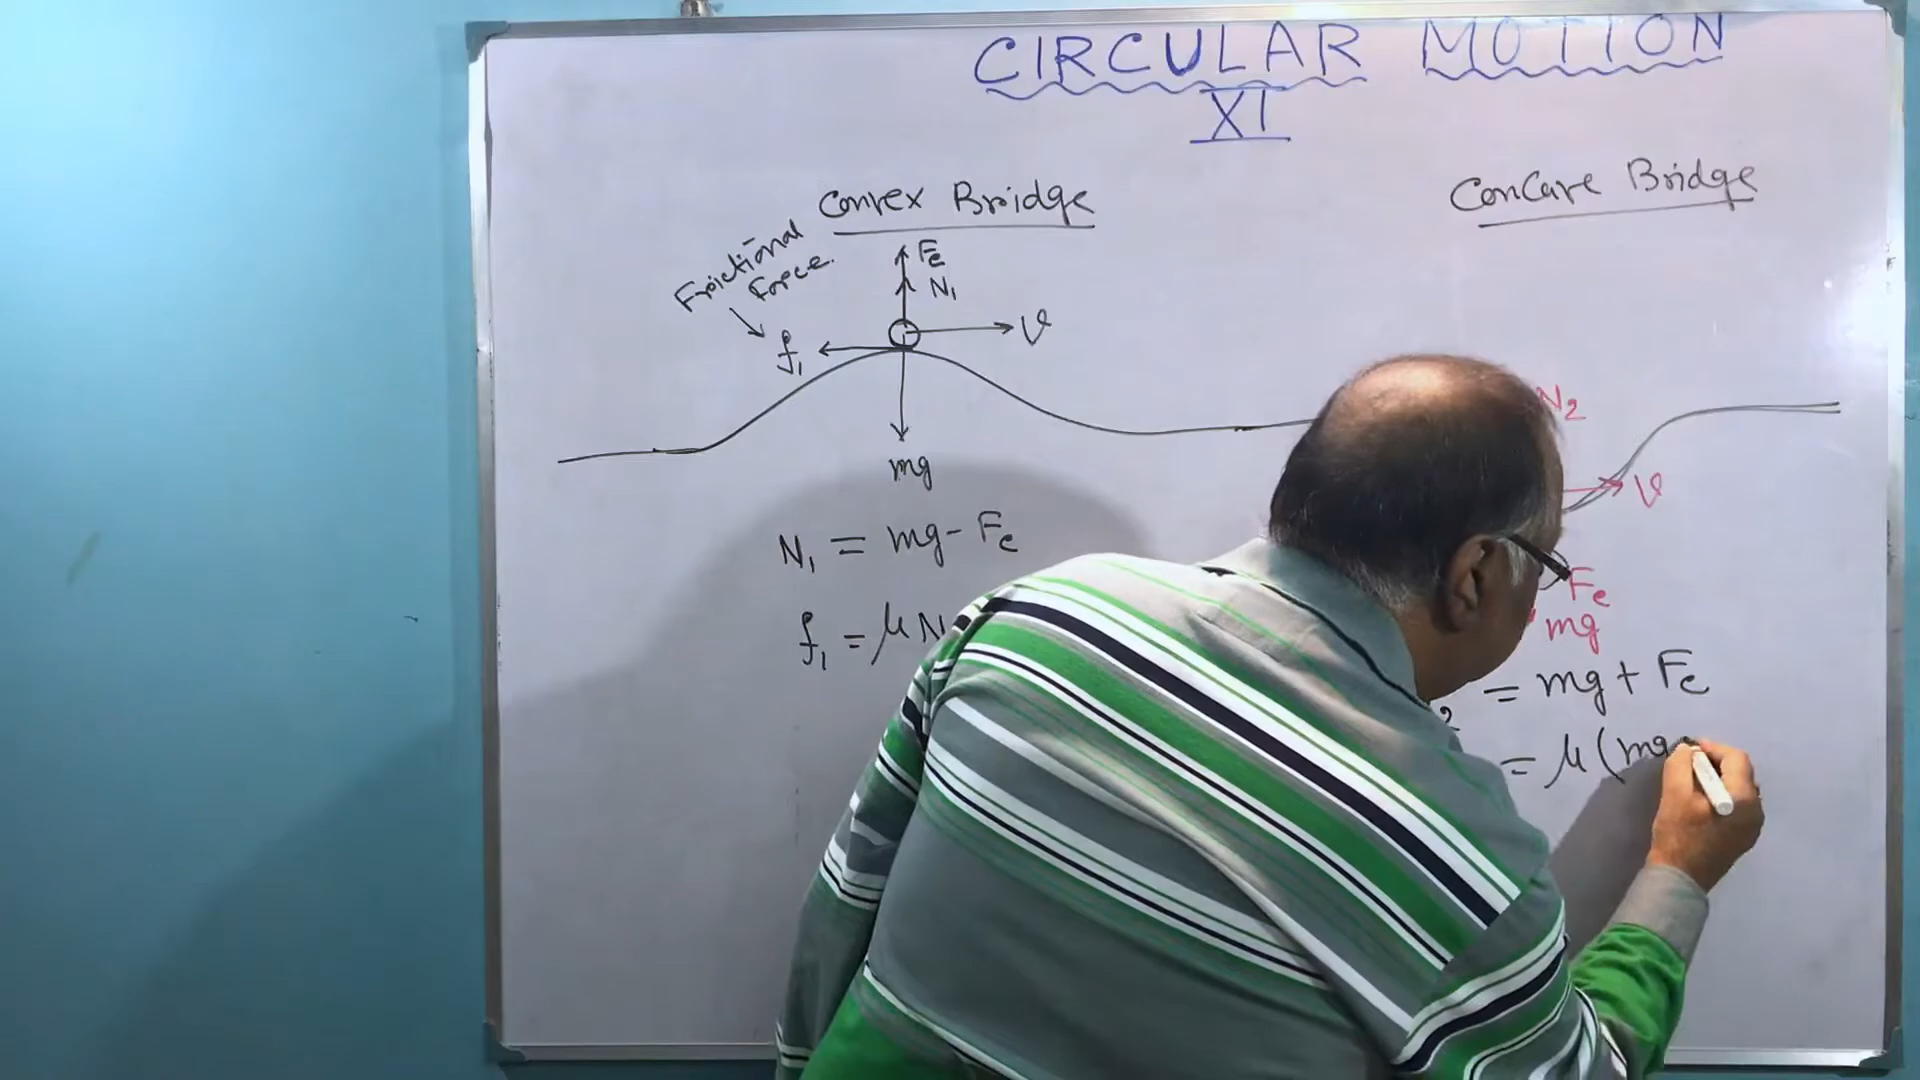 CIRCULAR MOTION
XI
Convex Bridge
Frictional
Force.
Fc
N₁
V
f₁
mg
N₁ = mg - Fc
f₁ = μN
Concave Bridge
N₂
V
Fc
mg
2 = mg + Fc
= μ(mg